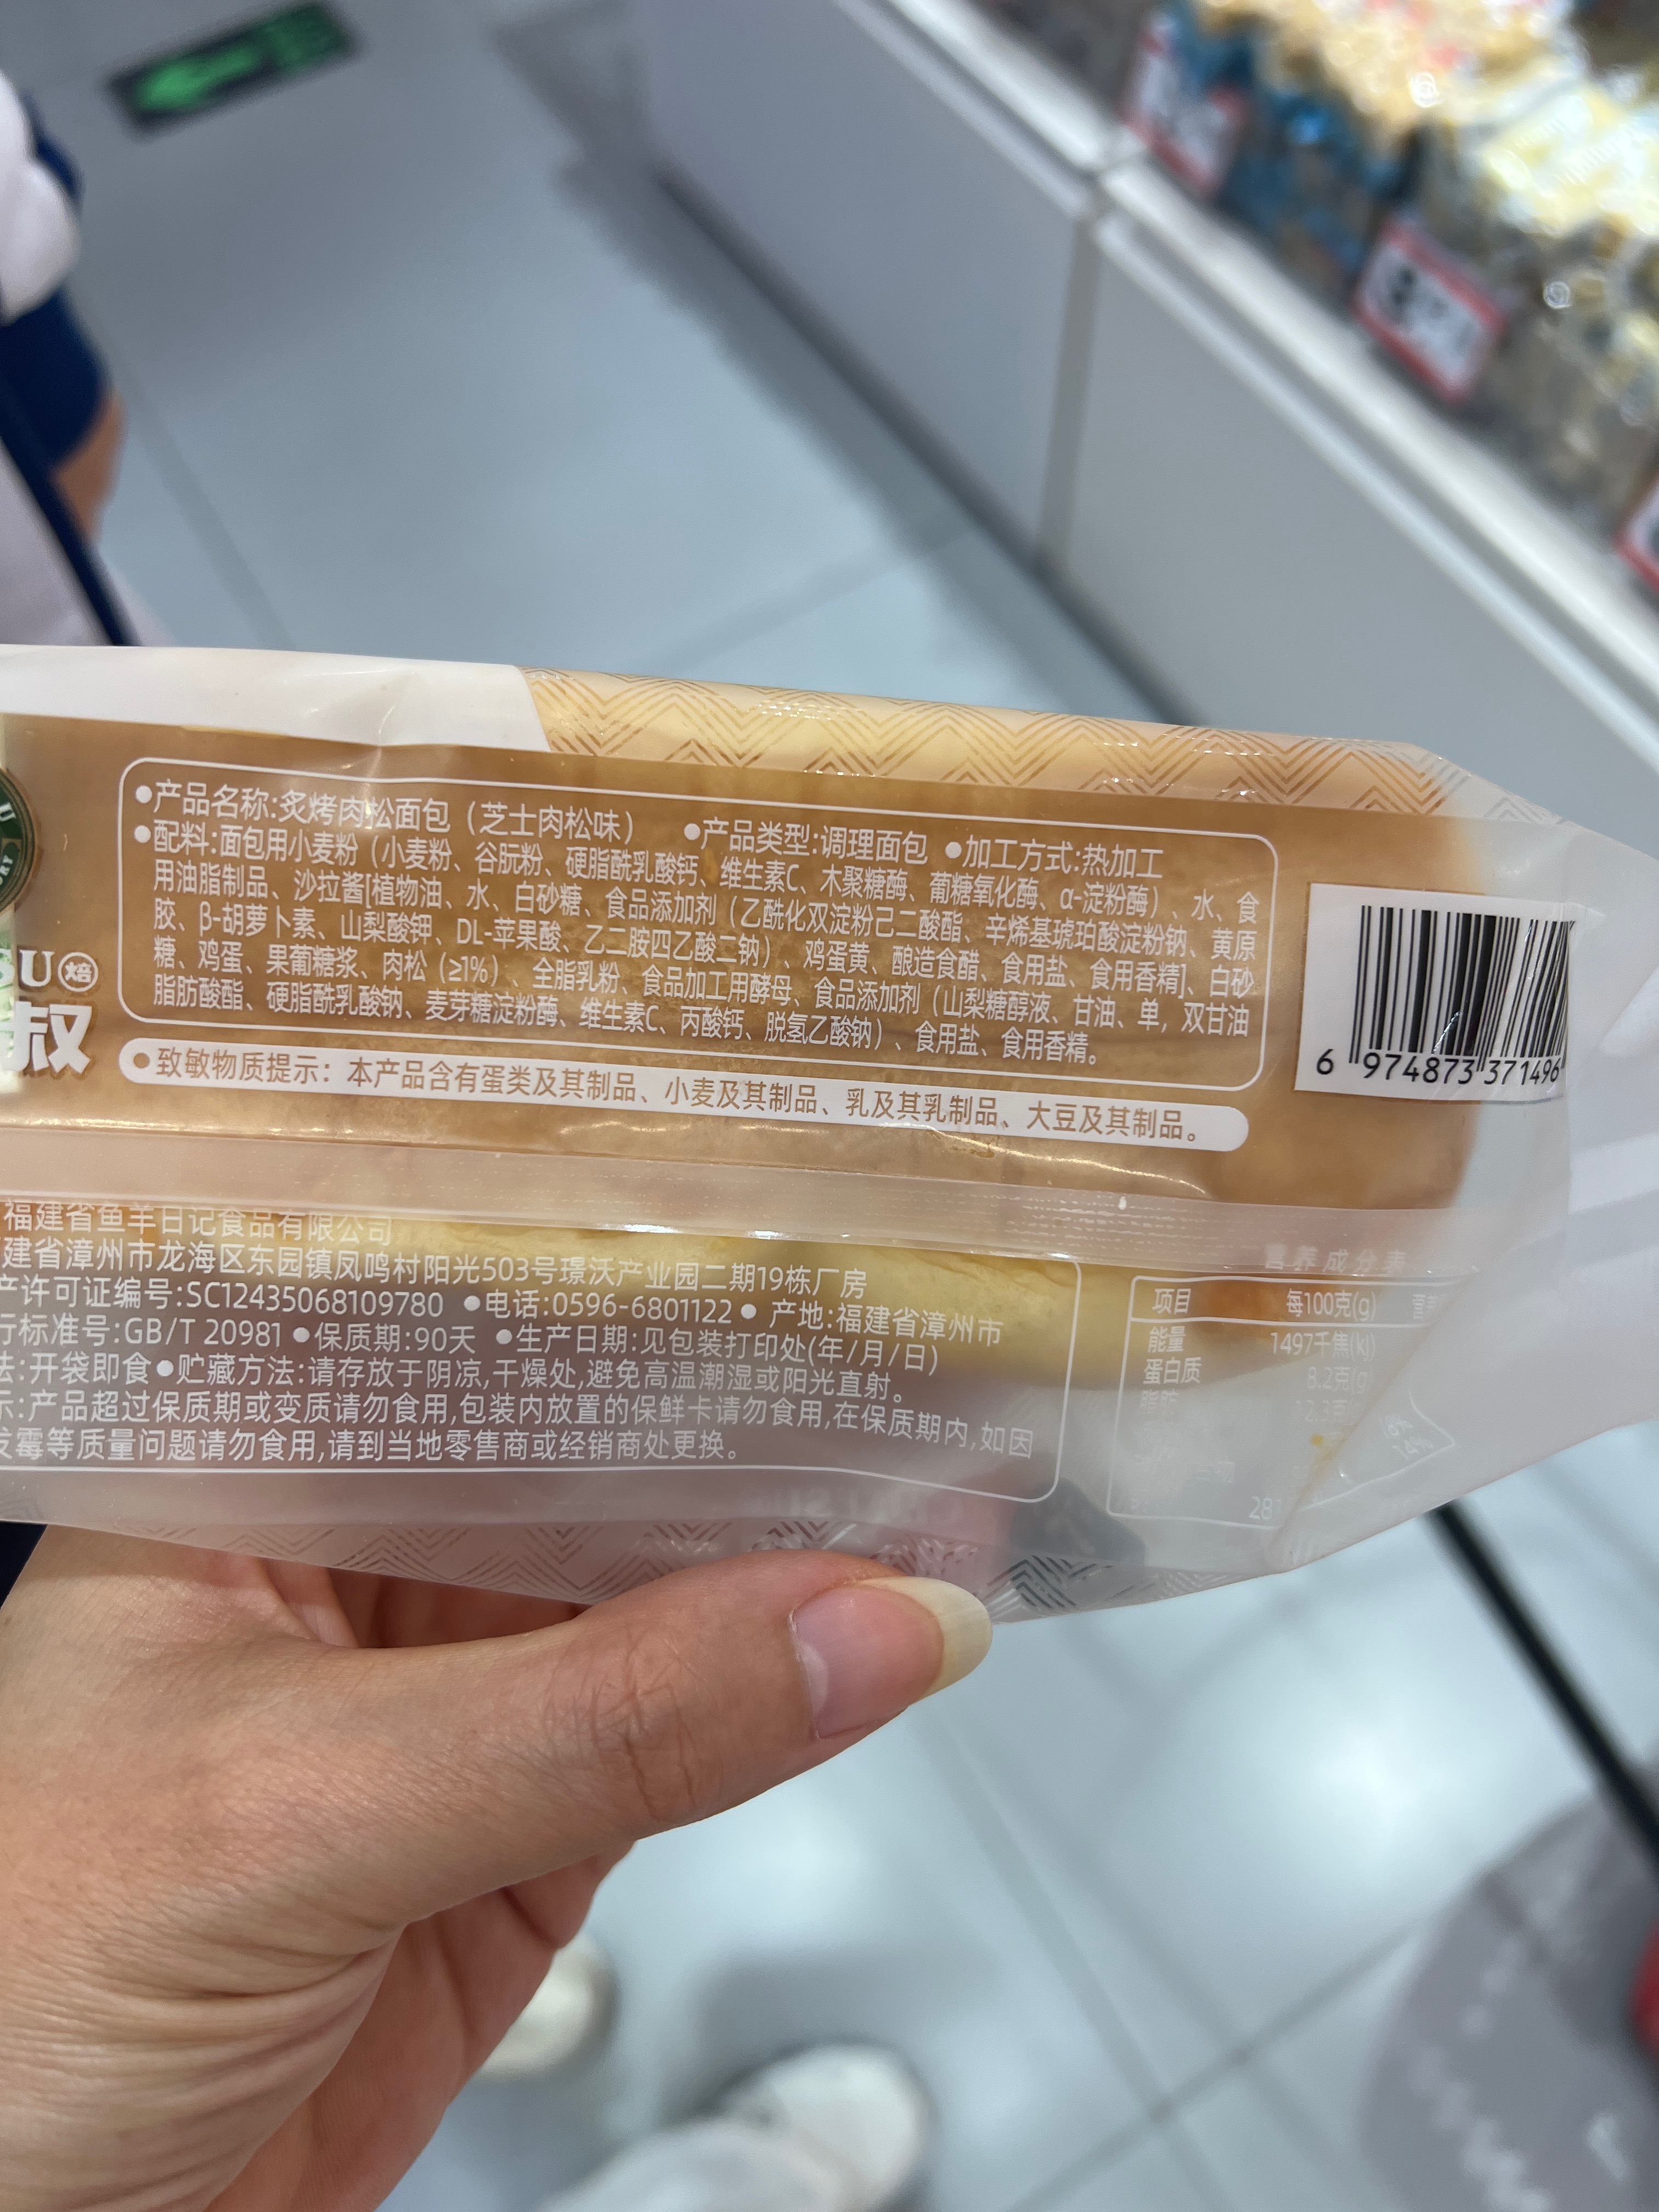 ●产品名称:炙烤肉松面包（芝士肉松味） ●产品类型:调理面包 ●加工方式:热加工
●配料:面包用小麦粉（小麦粉、谷朊粉、硬脂酰乳酸钙、维生素C、木聚糖酶、葡糖氧化酶、α-淀粉酶）、水、食
用油脂制品、沙拉酱[植物油、水、白砂糖、食品添加剂（乙酰化双淀粉己二酸酯、辛烯基琥珀酸淀粉钠、黄原
胶、β-胡萝卜素、山梨酸钾、DL-苹果酸、乙二胺四乙酸二钠）、鸡蛋黄、酿造食醋、食用盐、食用香精]、白砂
糖、鸡蛋、果葡糖浆、肉松（≥1%）、全脂乳粉、食品加工用酵母、食品添加剂（山梨糖醇液、甘油、单，双甘油
脂肪酸酯、硬脂酰乳酸钠、麦芽糖淀粉酶、维生素C、丙酸钙、脱氢乙酸钠）、食用盐、食用香精。
●致敏物质提示：本产品含有蛋类及其制品、小麦及其制品、乳及其乳制品、大豆及其制品。
U 焙
叔
6 974873 371496
福建省鱼羊日记食品有限公司
建省漳州市龙海区东园镇凤鸣村阳光503号璟沃产业园二期19栋厂房
产许可证编号:SC12435068109780 ●电话:0596-6801122● 产地:福建省漳州市
行标准号:GB/T 20981 ●保质期:90天 ●生产日期:见包装打印处(年/月/日)
法:开袋即食●贮藏方法:请存放于阴凉,干燥处,避免高温潮湿或阳光直射。
示:产品超过保质期或变质请勿食用,包装内放置的保鲜卡请勿食用,在保质期内,如因
发霉等质量问题请勿食用,请到当地零售商或经销商处更换。
营养成分表
项目 每100克(g)
能量 1497千焦(kJ)
蛋白质 8.2克(g)
脂肪